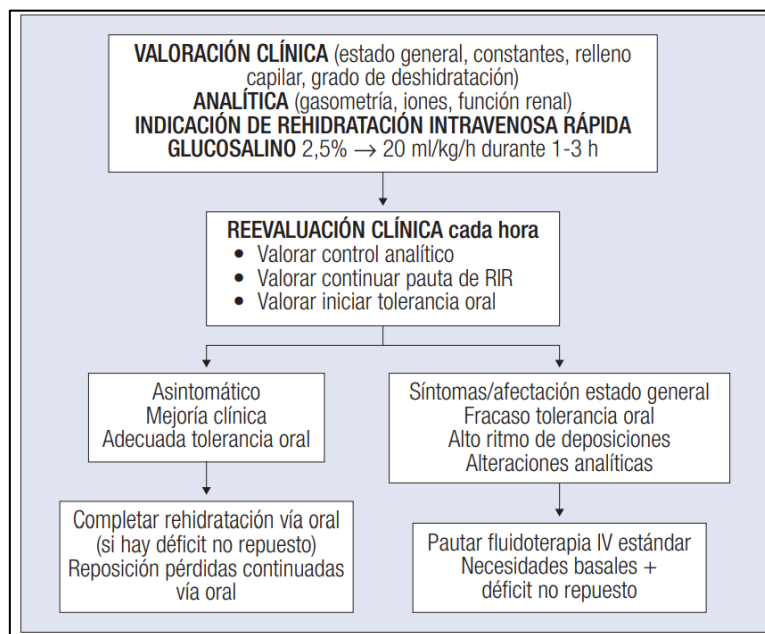 VALORACIÓN CLÍNICA (estado general, constantes, relleno
capilar, grado de deshidratación)
ANALÍTICA (gasometría, iones, función renal)
INDICACIÓN DE REHIDRATACIÓN INTRAVENOSA RÁPIDA
GLUCOSALINO 2,5% → 20 ml/kg/h durante 1-3 h
REEVALUACIÓN CLÍNICA cada hora
• Valorar control analítico
• Valorar continuar pauta de RIR
• Valorar iniciar tolerancia oral
Asintomático
Mejoría clínica
Adecuada tolerancia oral
Síntomas/afectación estado general
Fracaso tolerancia oral
Alto ritmo de deposiciones
Alteraciones analíticas
Completar rehidratación vía oral
(si hay déficit no repuesto)
Reposición pérdidas continuadas
vía oral
Pautar fluidoterapia IV estándar
Necesidades basales +
déficit no repuesto